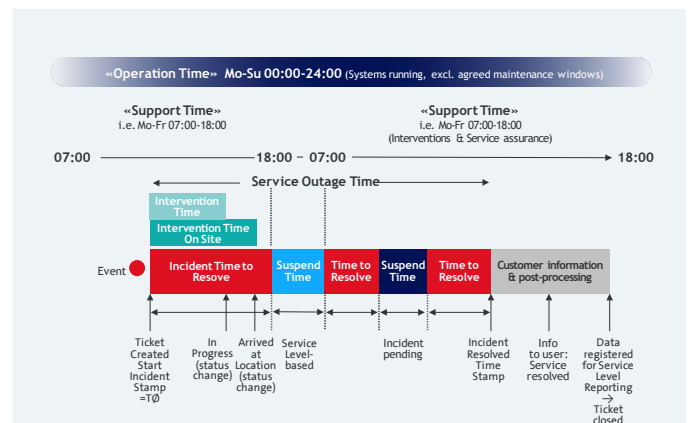 «Operation Time» Mo-Su 00:00-24:00 (Systems running, excl. agreed maintenance windows)
«Support Time»
i.e. Mo-Fr 07:00-18:00
«Support Time»
i.e. Mo-Fr 07:00-18:00
(Interventions & Service assurance)
07:00
18:00 – 07:00
18:00
Service Outage Time
Intervention
Time
Intervention Time
On Site
Event
Incident Time to
Resove
Suspend
Time
Time to
Resolve
Suspend
Time
Time to
Resolve
Customer information
& post-processing
Ticket
Created
Start
Incident
Stamp
=TØ
In
Progress
(status
change)
Arrived
at
Location
(status
change)
Service
Level-
based
Incident
pending
Incident
Resolved
Time
Stamp
Info
to user:
Service
resolved
Data
registered
for Service
Level
Reporting
→
Ticket
closed